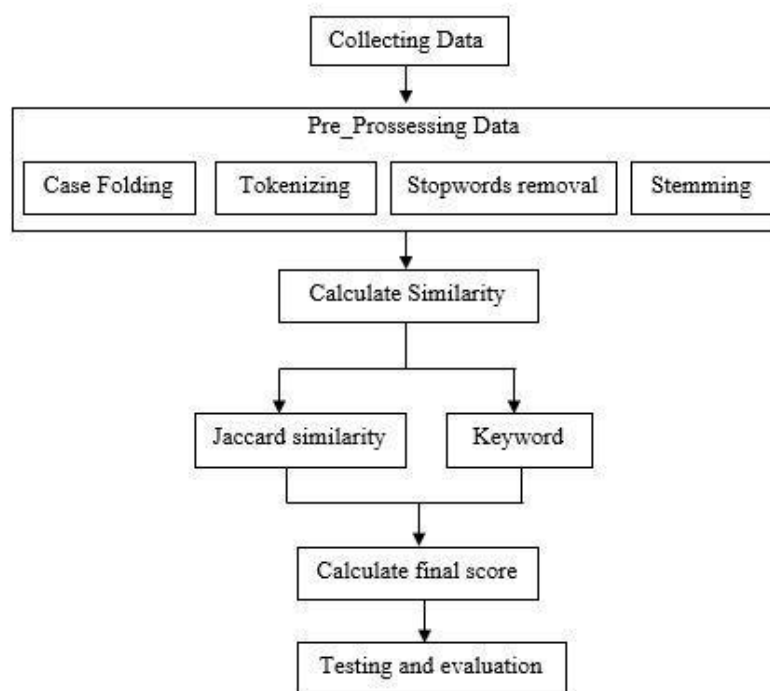 Collecting Data
Pre_Prossessing Data
Case Folding
Tokenizing
Stopwords removal
Stemming
Calculate Similarity
Jaccard similarity
Keyword
Calculate final score
Testing and evaluation